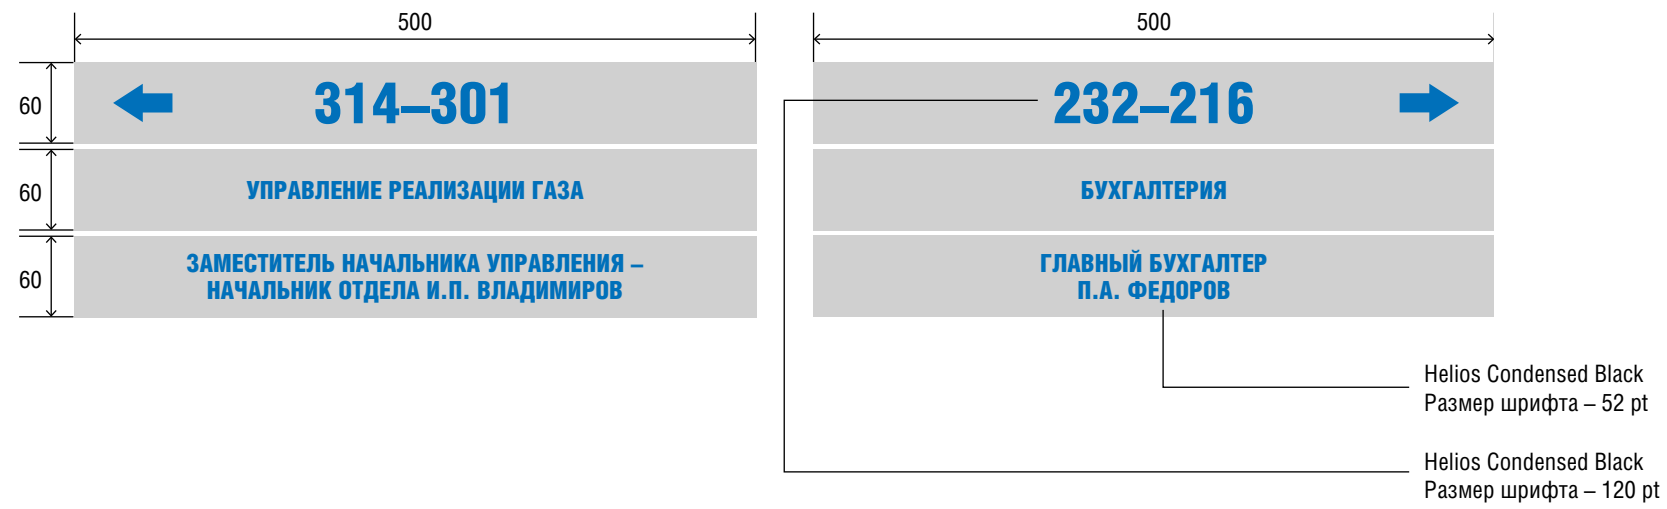 500
500
60
314–301
232–216
60
УПРАВЛЕНИЕ РЕАЛИЗАЦИИ ГАЗА
БУХГАЛТЕРИЯ
60
ЗАМЕСТИТЕЛЬ НАЧАЛЬНИКА УПРАВЛЕНИЯ –
НАЧАЛЬНИК ОТДЕЛА И.П. ВЛАДИМИРОВ
ГЛАВНЫЙ БУХГАЛТЕР
П.А. ФЕДОРОВ
Helios Condensed Black
Размер шрифта – 52 pt
Helios Condensed Black
Размер шрифта – 120 pt